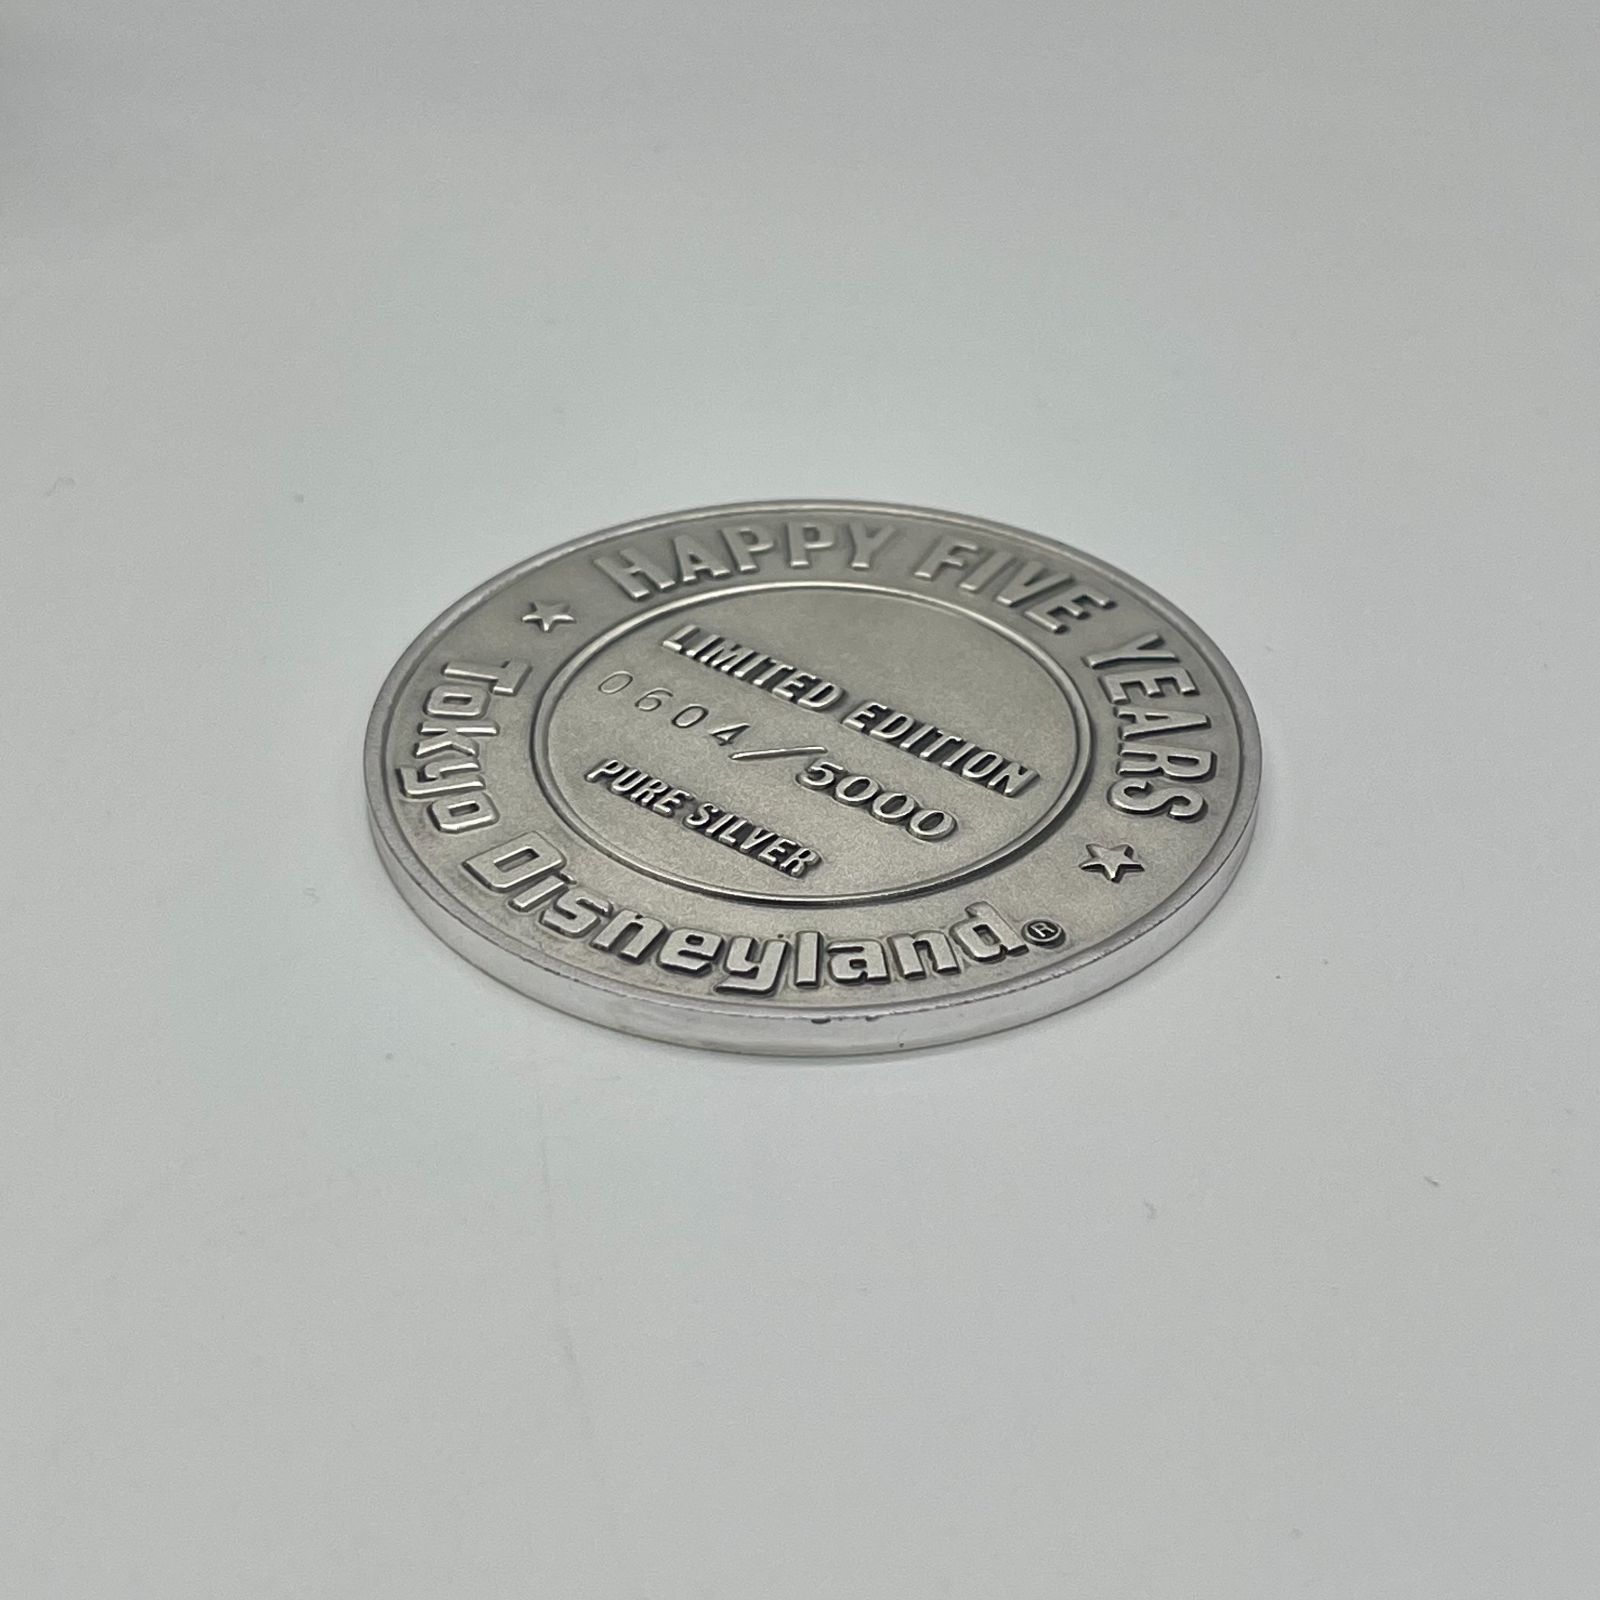 HAPPY FIVE YEARS
LIMITED EDITION
0604/5000
PURE SILVER
Tokyo Disneyland®